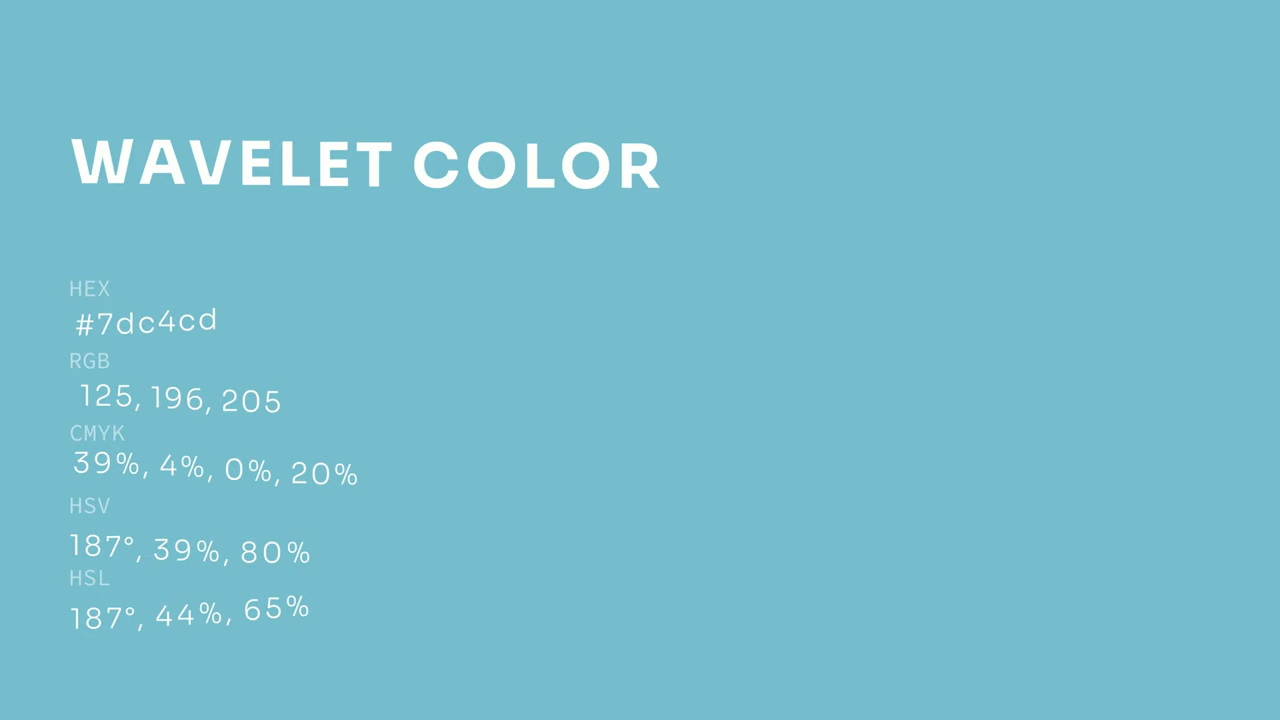 WAVELET COLOR
HEX
#7dc4cd
RGB
125, 196, 205
CMYK
39%, 4%, 0%, 20%
HSV
187°, 39%, 80%
HSL
187°, 44%, 65%